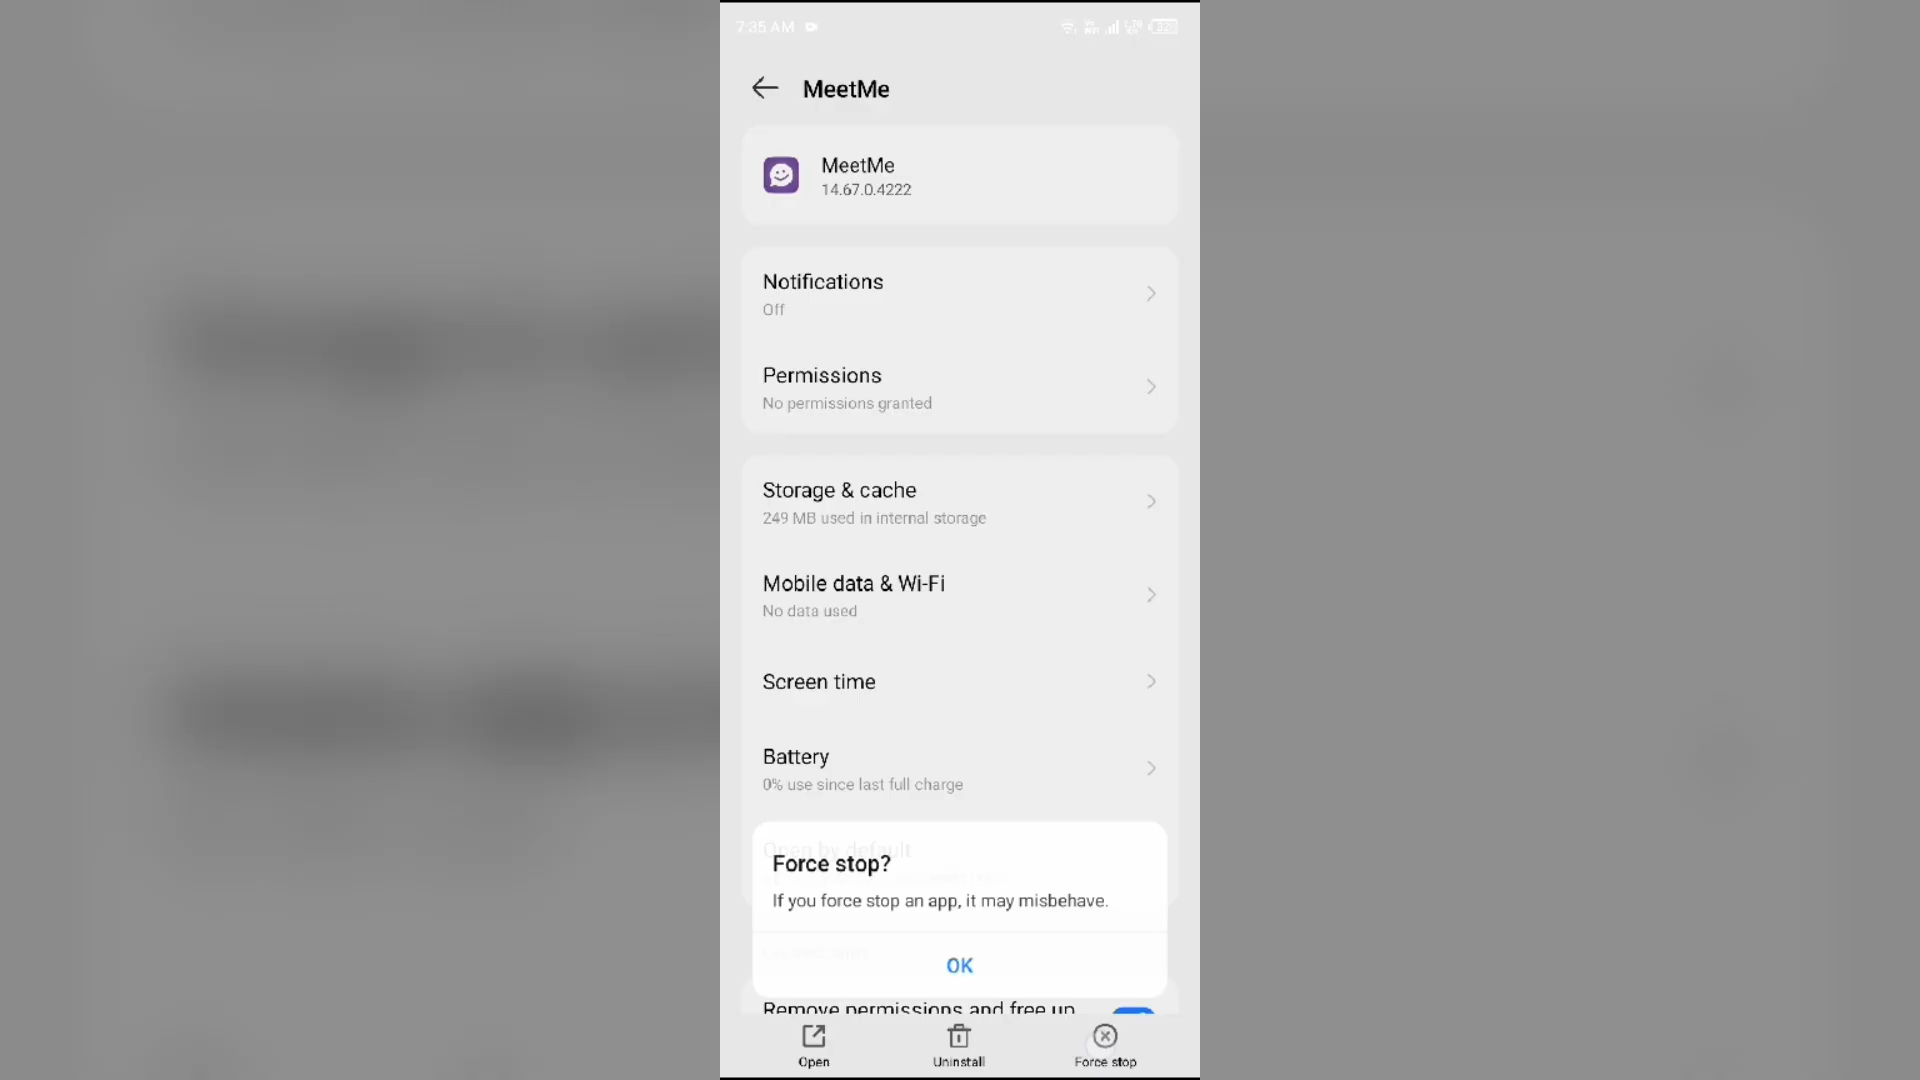 7:35 AM
MeetMe
MeetMe
14.67.0.4222
Notifications
Off
Permissions
No permissions granted
Storage & cache
249 MB used in internal storage
Mobile data & Wi-Fi
No data used
Screen time
Battery
0% use since last full charge
Open by default
Force stop?
If you force stop an app, it may misbehave.
OK
Remove permissions and free up
Open
Uninstall
Force stop